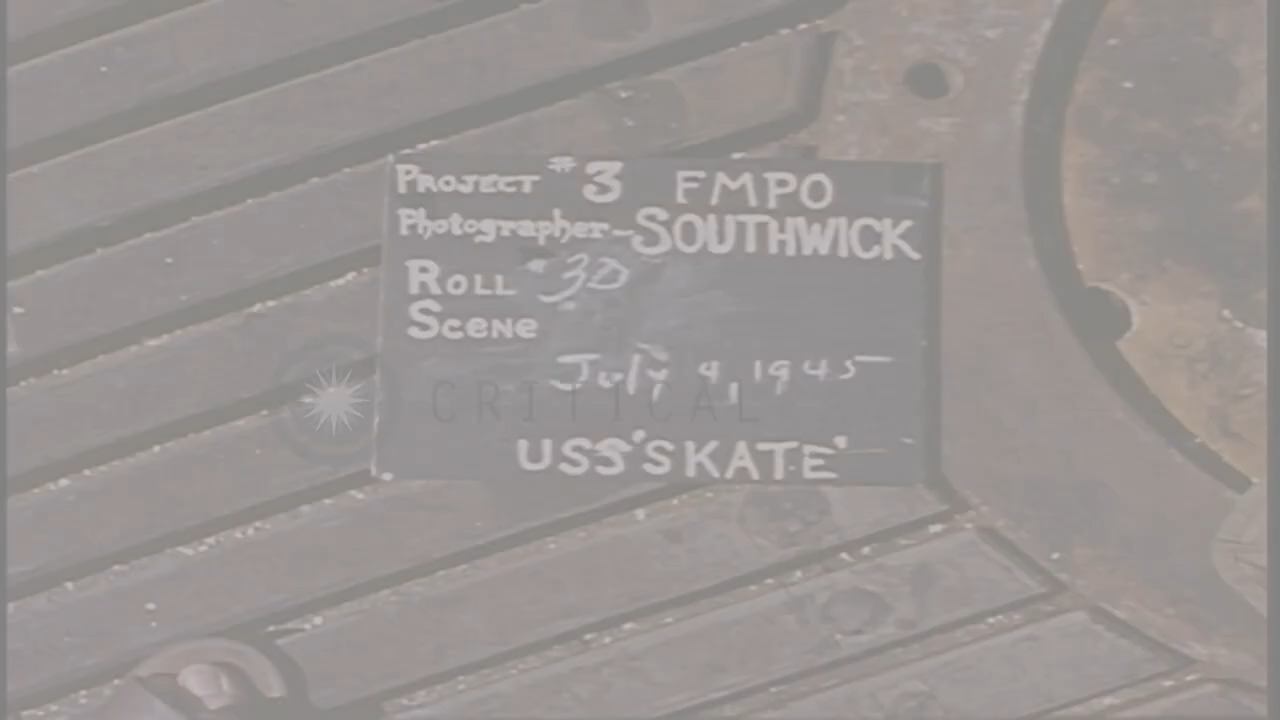 PROJECT #3 FMPO
Photographer-SOUTHWICK
ROLL #3D
SceNe
July 4, 1945
USS "SKATE"
CRITICAL